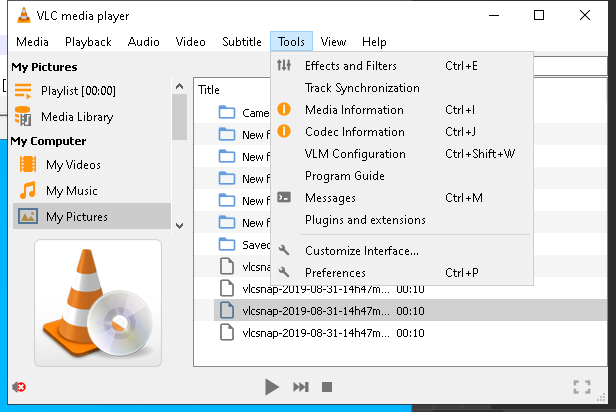 VLC media player
Media Playback Audio Video Subtitle Tools View Help
My Pictures
Playlist [00:00]
Media Library
My Computer
My Videos
My Music
My Pictures
Title
Came
New f
New f
New f
New f
New f
Saved
vlcsnap-2019-08-31-14h47m... 00:10
vlcsnap-2019-08-31-14h47m... 00:10
vlcsnap-2019-08-31-14h47m... 00:10
Effects and Filters Ctrl+E
Track Synchronization
Media Information Ctrl+I
Codec Information Ctrl+J
VLM Configuration Ctrl+Shift+W
Program Guide
Messages Ctrl+M
Plugins and extensions
Customize Interface...
Preferences Ctrl+P